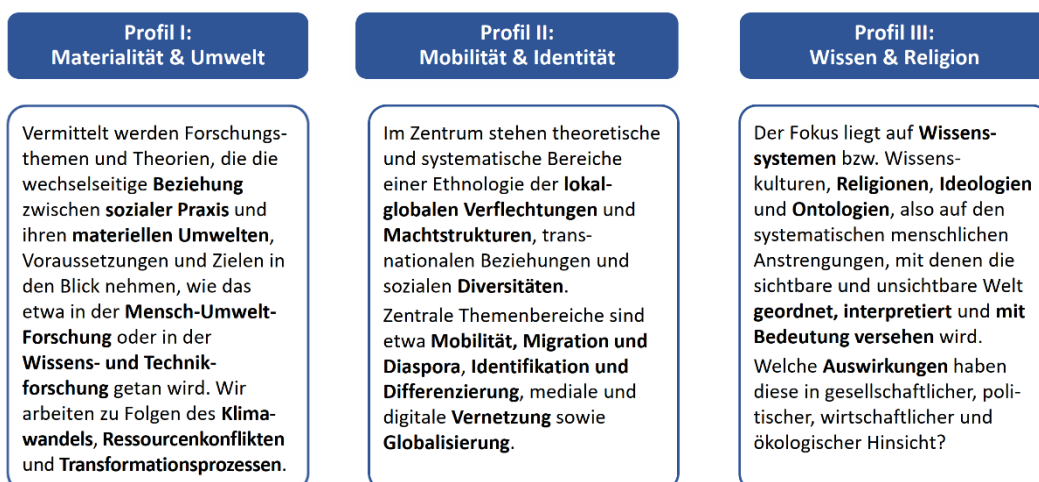 Profil I:
Materialität & Umwelt
Vermittelt werden Forschungs-
themen und Theorien, die die
wechselseitige Beziehung
zwischen sozialer Praxis und
ihren materiellen Umwelten,
Voraussetzungen und Zielen in
den Blick nehmen, wie das
etwa in der Mensch-Umwelt-
Forschung oder in der
Wissens- und Technik-
forschung getan wird. Wir
arbeiten zu Folgen des Klima-
wandels, Ressourcenkonflikten
und Transformationsprozessen.
Profil II:
Mobilität & Identität
Im Zentrum stehen theoretische
und systematische Bereiche
einer Ethnologie der lokal-
globalen Verflechtungen und
Machtstrukturen, trans-
nationalen Beziehungen und
sozialen Diversitäten.
Zentrale Themenbereiche sind
etwa Mobilität, Migration und
Diaspora, Identifikation und
Differenzierung, mediale und
digitale Vernetzung sowie
Globalisierung.
Profil III:
Wissen & Religion
Der Fokus liegt auf Wissens-
systemen bzw. Wissens-
kulturen, Religionen, Ideologien
und Ontologien, also auf den
systematischen menschlichen
Anstrengungen, mit denen die
sichtbare und unsichtbare Welt
geordnet, interpretiert und mit
Bedeutung versehen wird.
Welche Auswirkungen haben
diese in gesellschaftlicher, poli-
tischer, wirtschaftlicher und
ökologischer Hinsicht?